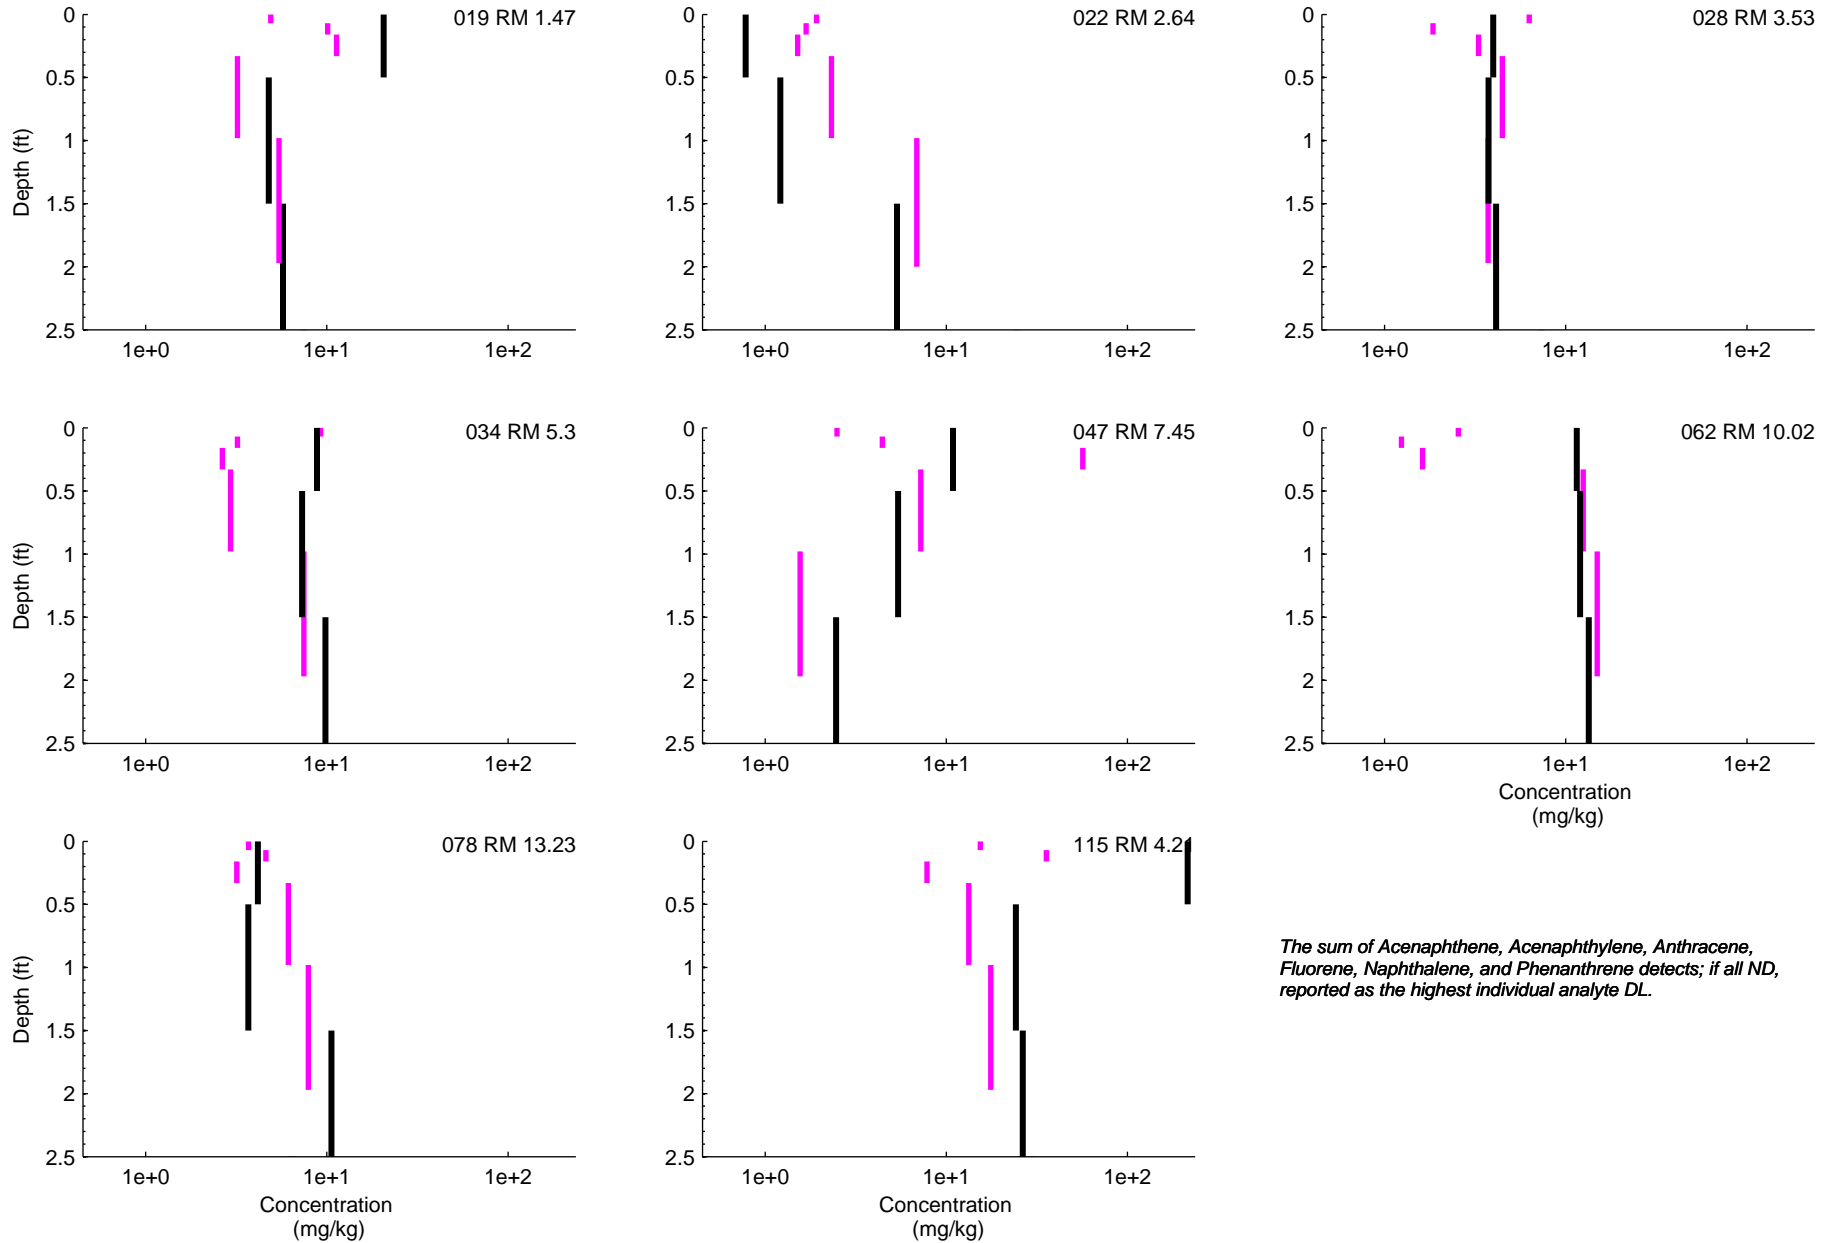 019 RM 1.47
022 RM 2.64
028 RM 3.53
0
0.5
1
1.5
2
2.5
Depth (ft)
1e+0
1e+1
1e+2
0
0.5
1
1.5
2
2.5
1e+0
1e+1
1e+2
0
0.5
1
1.5
2
2.5
1e+0
1e+1
1e+2
034 RM 5.3
047 RM 7.45
062 RM 10.02
0
0.5
1
1.5
2
2.5
Depth (ft)
1e+0
1e+1
1e+2
0
0.5
1
1.5
2
2.5
1e+0
1e+1
1e+2
0
0.5
1
1.5
2
2.5
1e+0
1e+1
1e+2
Concentration
(mg/kg)
078 RM 13.23
115 RM 4.21
0
0.5
1
1.5
2
2.5
Depth (ft)
1e+0
1e+1
1e+2
Concentration
(mg/kg)
0
0.5
1
1.5
2
2.5
1e+0
1e+1
1e+2
Concentration
(mg/kg)
The sum of Acenaphthene, Acenaphthylene, Anthracene,
Fluorene, Naphthalene, and Phenanthrene detects; if all ND,
reported as the highest individual analyte DL.